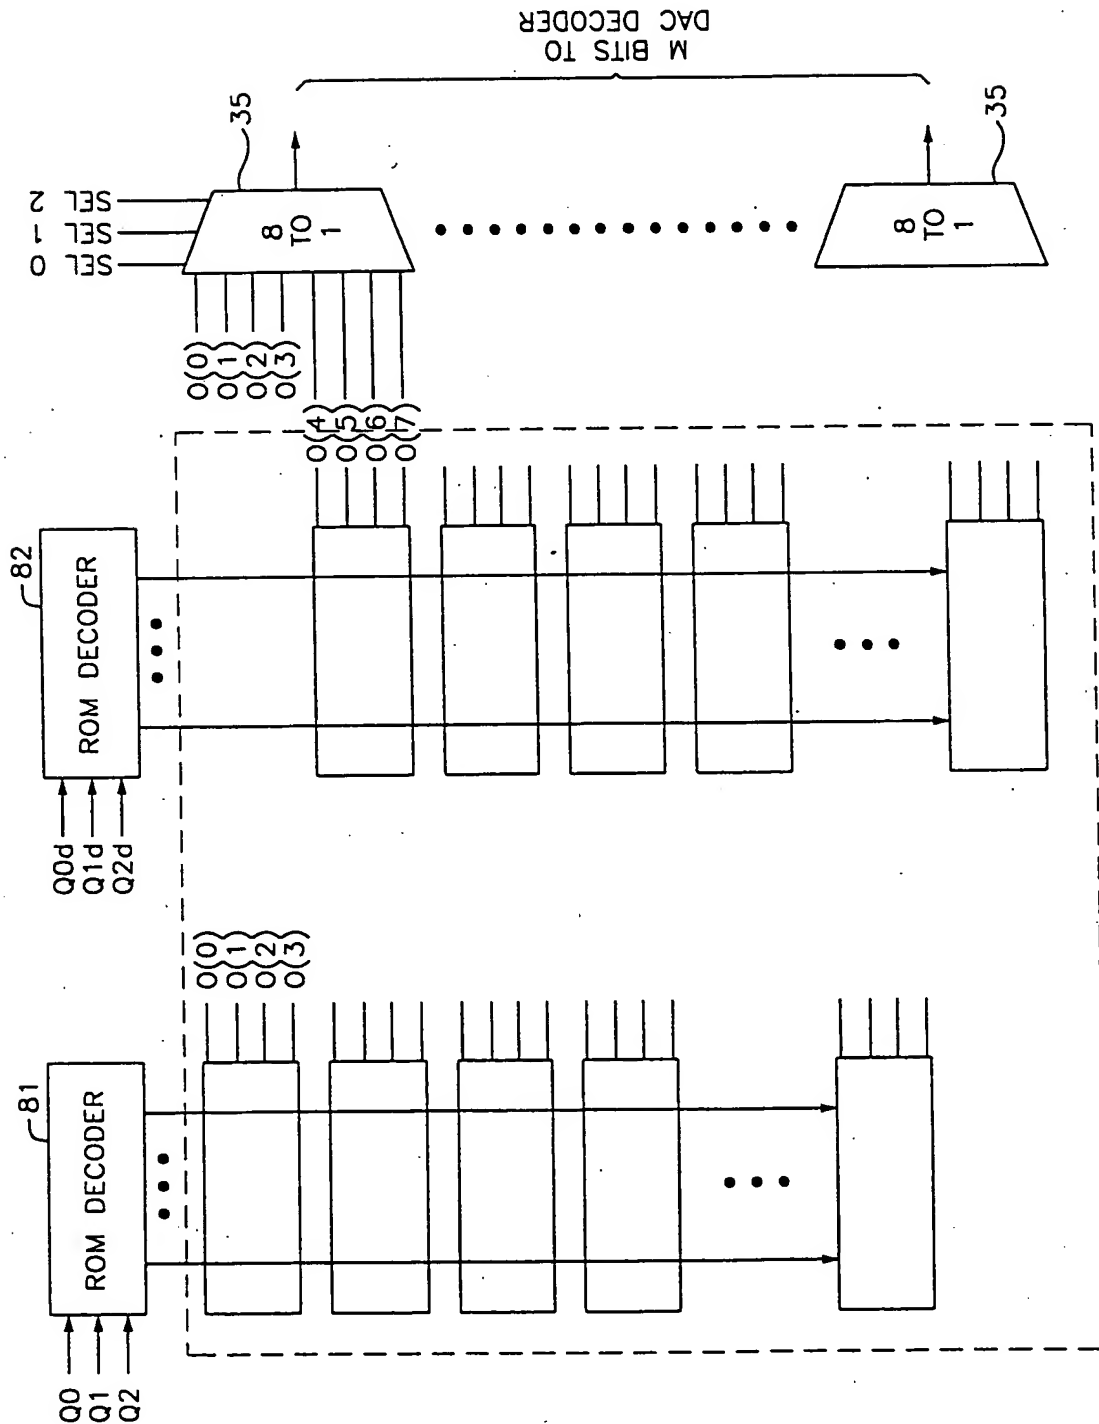 Q0
Q1
Q2
81
ROM DECODER
O(0)
O(1)
O(2)
O(3)
Q0d
Q1d
Q2d
82
ROM DECODER
O(4)
O(5)
O(6)
O(7)
O(0)
O(1)
O(2)
O(3)
SEL 0
SEL 1
SEL 2
8
TO
1
35
8
TO
1
35
M BITS TO
DAC DECODER